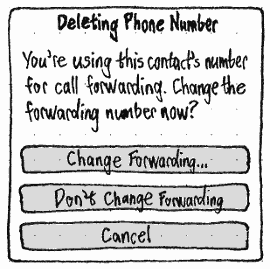 Deleting Phone Number
You're using this contact's number
for call forwarding. Change the
forwarding number now?
Change Forwarding...
Don't Change Forwarding
Cancel